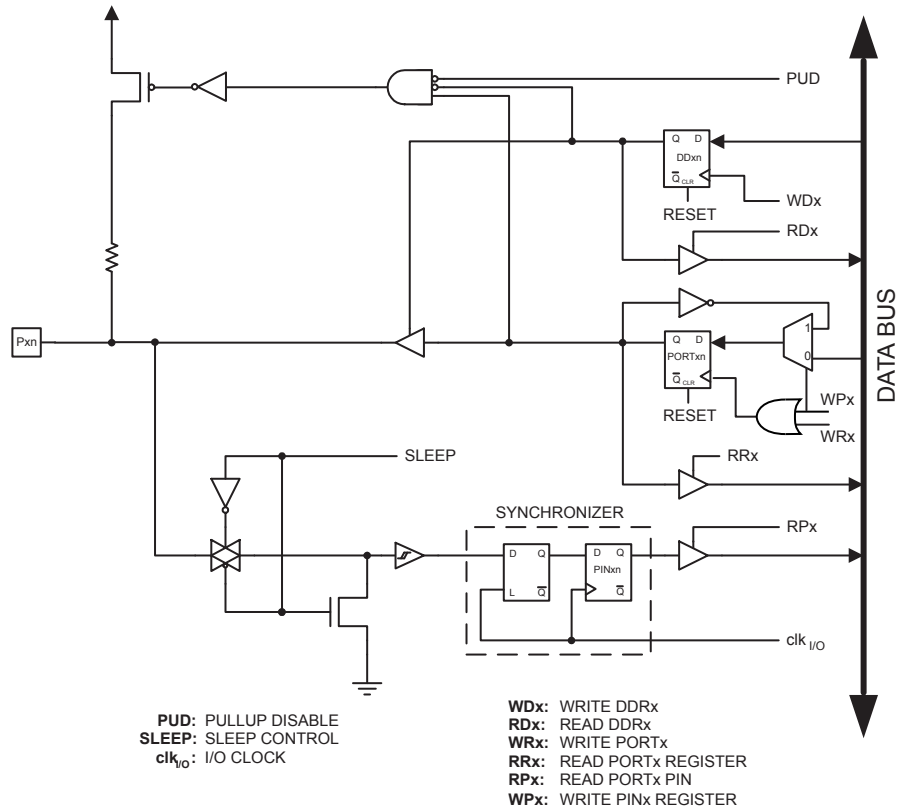 PUD
Q D
DDxn
Q CLR
WDx
RESET
RDx
Pxn
1
Q D
PORTxn
0
Q CLR
DATA BUS
WPx
RESET
WRx
SLEEP
RRx
SYNCHRONIZER
RPx
D Q
D Q
PINxn
L Q
Q
clk I/O
PUD: PULLUP DISABLE
SLEEP: SLEEP CONTROL
clkI/O: I/O CLOCK
WDx: WRITE DDRx
RDx: READ DDRx
WRx: WRITE PORTx
RRx: READ PORTx REGISTER
RPx: READ PORTx PIN
WPx: WRITE PINx REGISTER